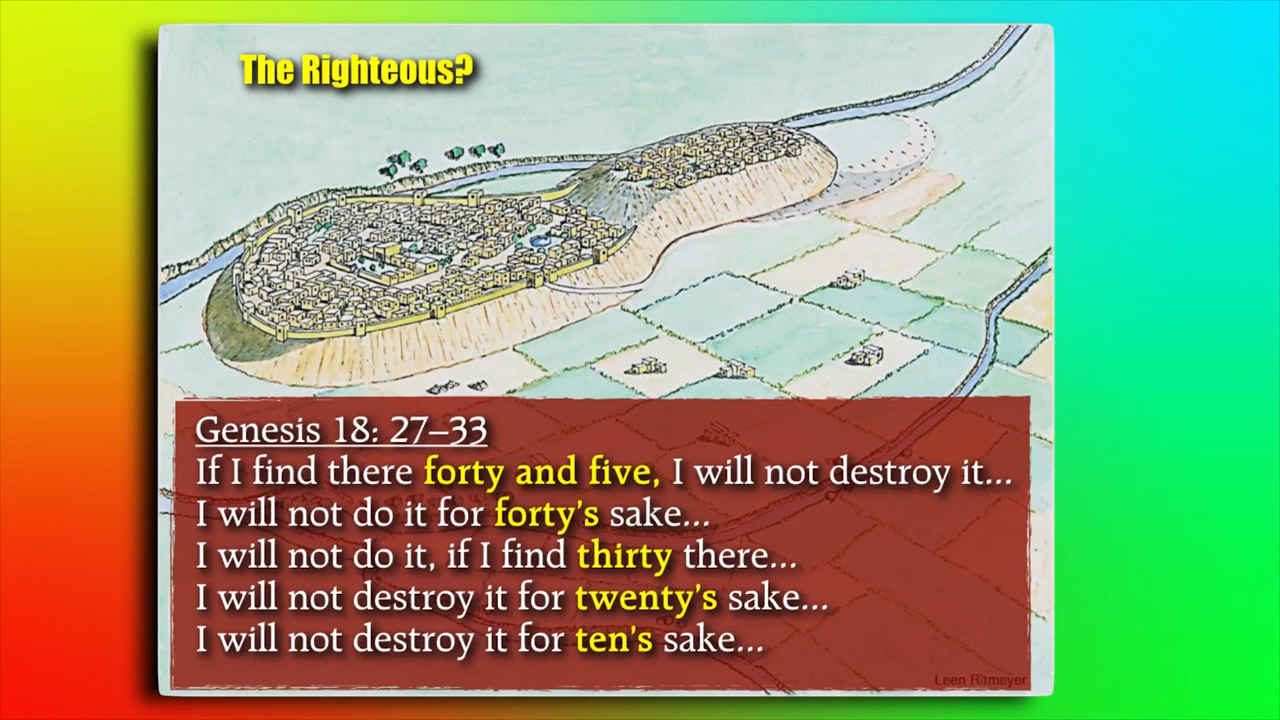 The Righteous?
Genesis 18: 27–33
If I find there forty and five, I will not destroy it...
I will not do it for forty's sake...
I will not do it, if I find thirty there...
I will not destroy it for twenty's sake...
I will not destroy it for ten's sake...
Leen Ritmeyer